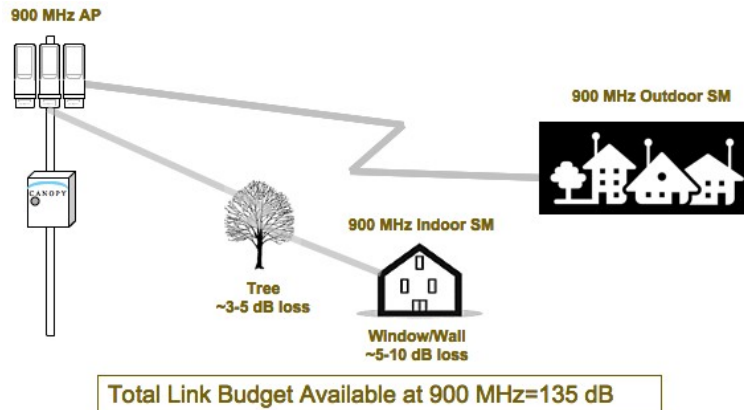 900 MHz AP
900 MHz Outdoor SM
CANOPY
900 MHz Indoor SM
Tree
~3-5 dB loss
Window/Wall
~5-10 dB loss
Total Link Budget Available at 900 MHz=135 dB